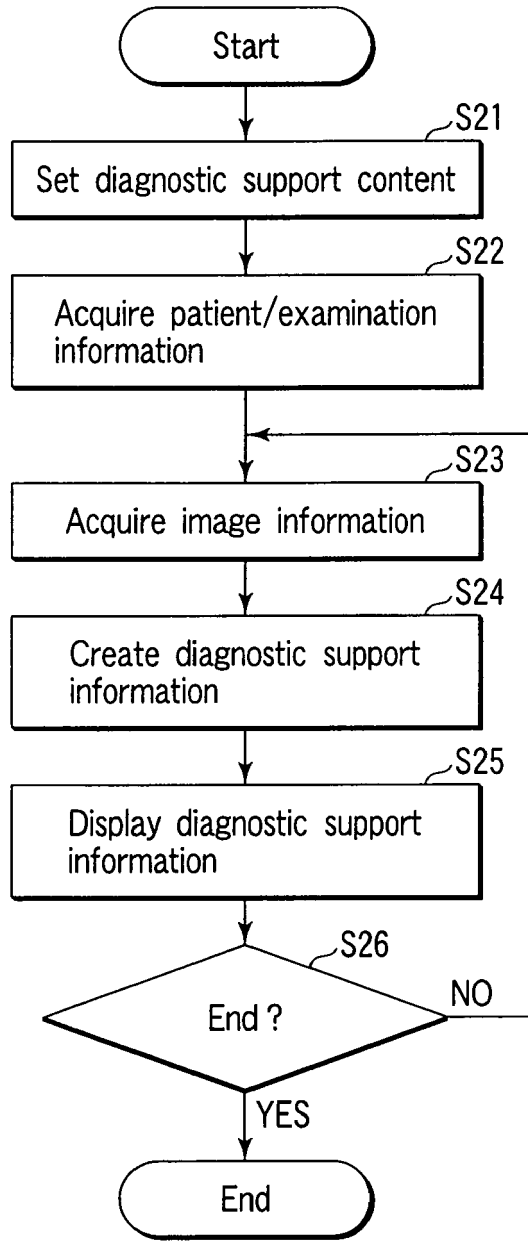 Start
S21
Set diagnostic support content
S22
Acquire patient/examination
information
S23
Acquire image information
S24
Create diagnostic support
information
S25
Display diagnostic support
information
S26
End ?
NO
YES
End